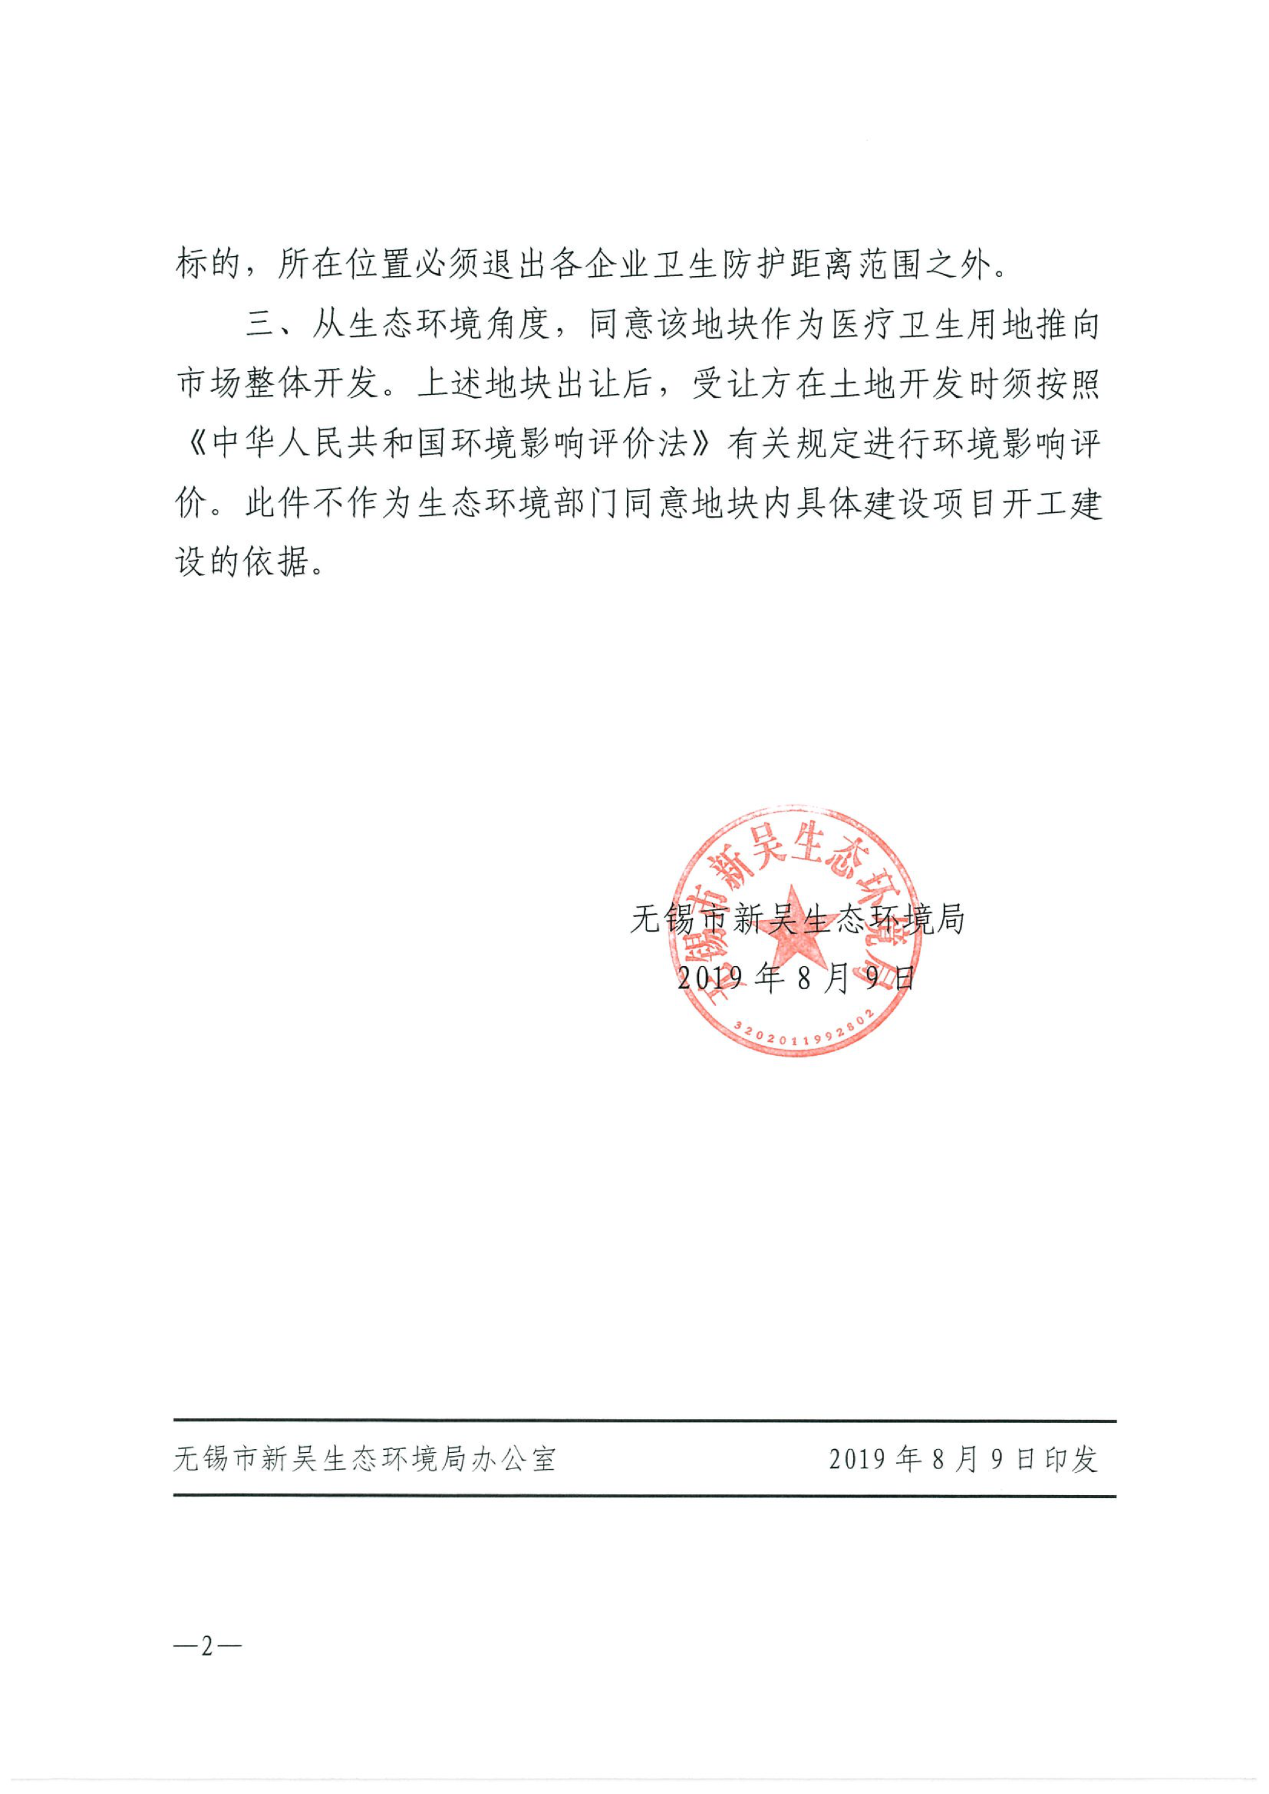 标的，所在位置必须退出各企业卫生防护距离范围之外。
三、从生态环境角度，同意该地块作为医疗卫生用地推向
市场整体开发。上述地块出让后，受让方在土地开发时须按照
《中华人民共和国环境影响评价法》有关规定进行环境影响评
价。此件不作为生态环境部门同意地块内具体建设项目开工建
设的依据。
无锡市新吴生态环境局
无锡市新吴生态环境局
2019年8月9日
3202011992802
无锡市新吴生态环境局办公室 2019年8月9日印发
—2—